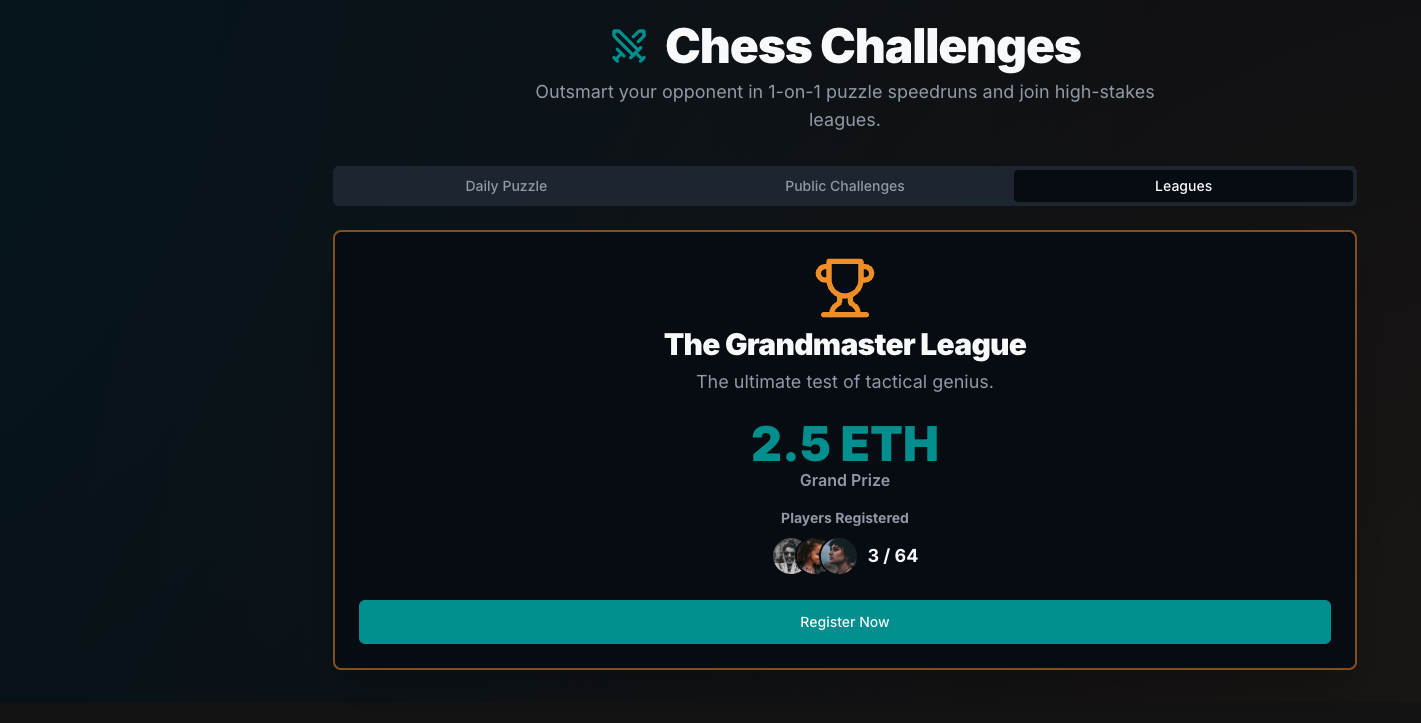 Chess Challenges
Outsmart your opponent in 1-on-1 puzzle speedruns and join high-stakes
leagues.
Daily Puzzle
Public Challenges
Leagues
The Grandmaster League
The ultimate test of tactical genius.
2.5 ETH
Grand Prize
Players Registered
3 / 64
Register Now